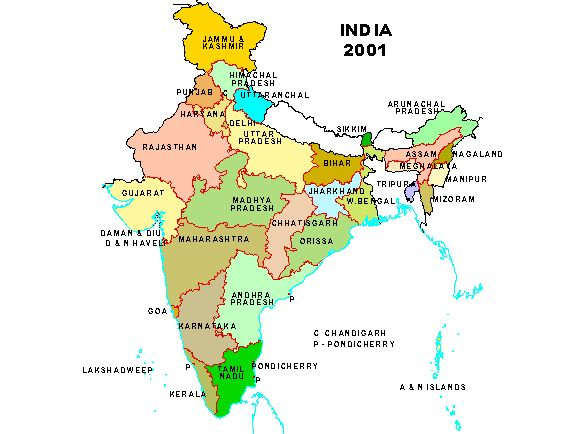 INDIA
2001
JAMMU &
KASHMIR
HIMACHAL
PRADESH
PUNJAB
C
UTTARANCHAL
HARYANA
DELHI
ARUNACHAL
PRADESH
UTTAR
PRADESH
SIKKIM
RAJASTHAN
ASSAM
NAGALAND
BIHAR
MEGHALAYA
MANIPUR
TRIPURA
GUJARAT
JHARKHAND
W.BENGAL
MIZORAM
MADHYA
PRADESH
CHHATISGARH
DAMAN & DIU
D & N HAVELI
MAHARASHTRA
ORISSA
ANDHRA
PRADESH
P
GOA
KARNATAKA
C CHANDIGARH
P - PONDICHERRY
LAKSHADWEEP
P
TAMIL
NADU
PONDICHERRY
P
KERALA
A & N ISLANDS